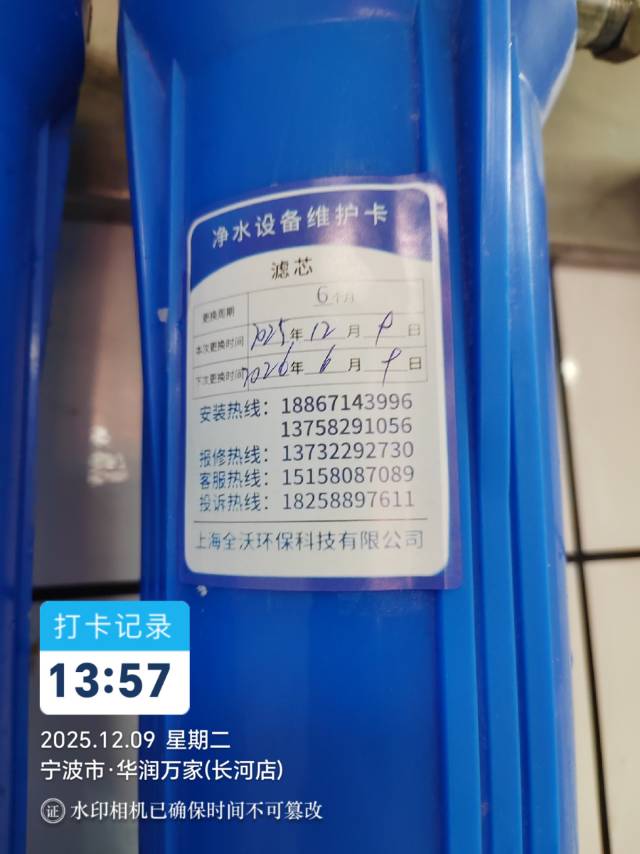 净水设备维护卡
滤芯
更换周期 6个月
本次更换时间 2025年 12月 9日
下次更换时间 2026年 6月 9日
安装热线：18867143996
13758291056
报修热线：13732292730
客服热线：15158087089
投诉热线：18258897611
上海全沃环保科技有限公司
打卡记录
13:57
2025.12.09 星期二
宁波市·华润万家(长河店)
证 水印相机已确保时间不可篡改